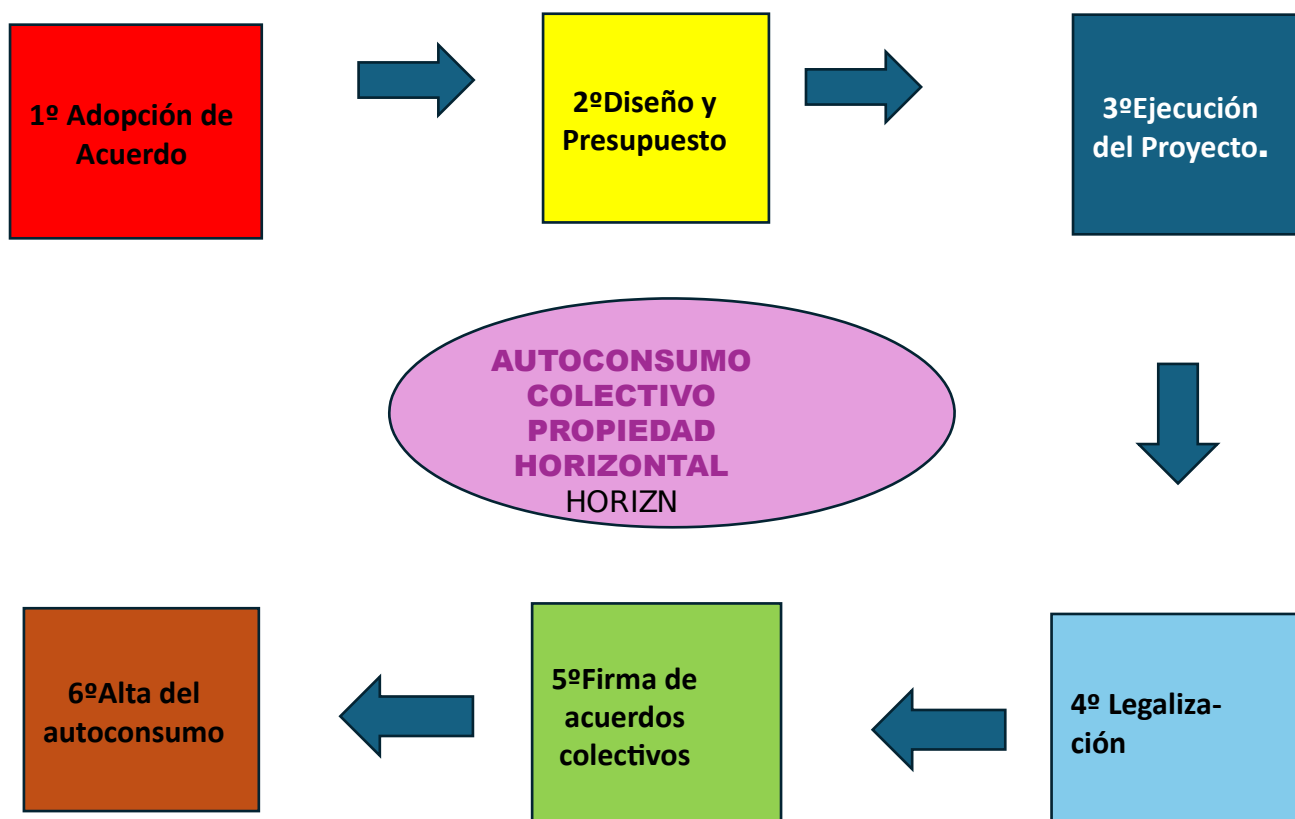 1º Adopción de
Acuerdo
2ºDiseño y
Presupuesto
3ºEjecución
del Proyecto.
AUTOCONSUMO
COLECTIVO
PROPIEDAD
HORIZONTAL
HORIZN
6ºAlta del
autoconsumo
5ºFirma de
acuerdos
colectivos
4º Legaliza-
ción